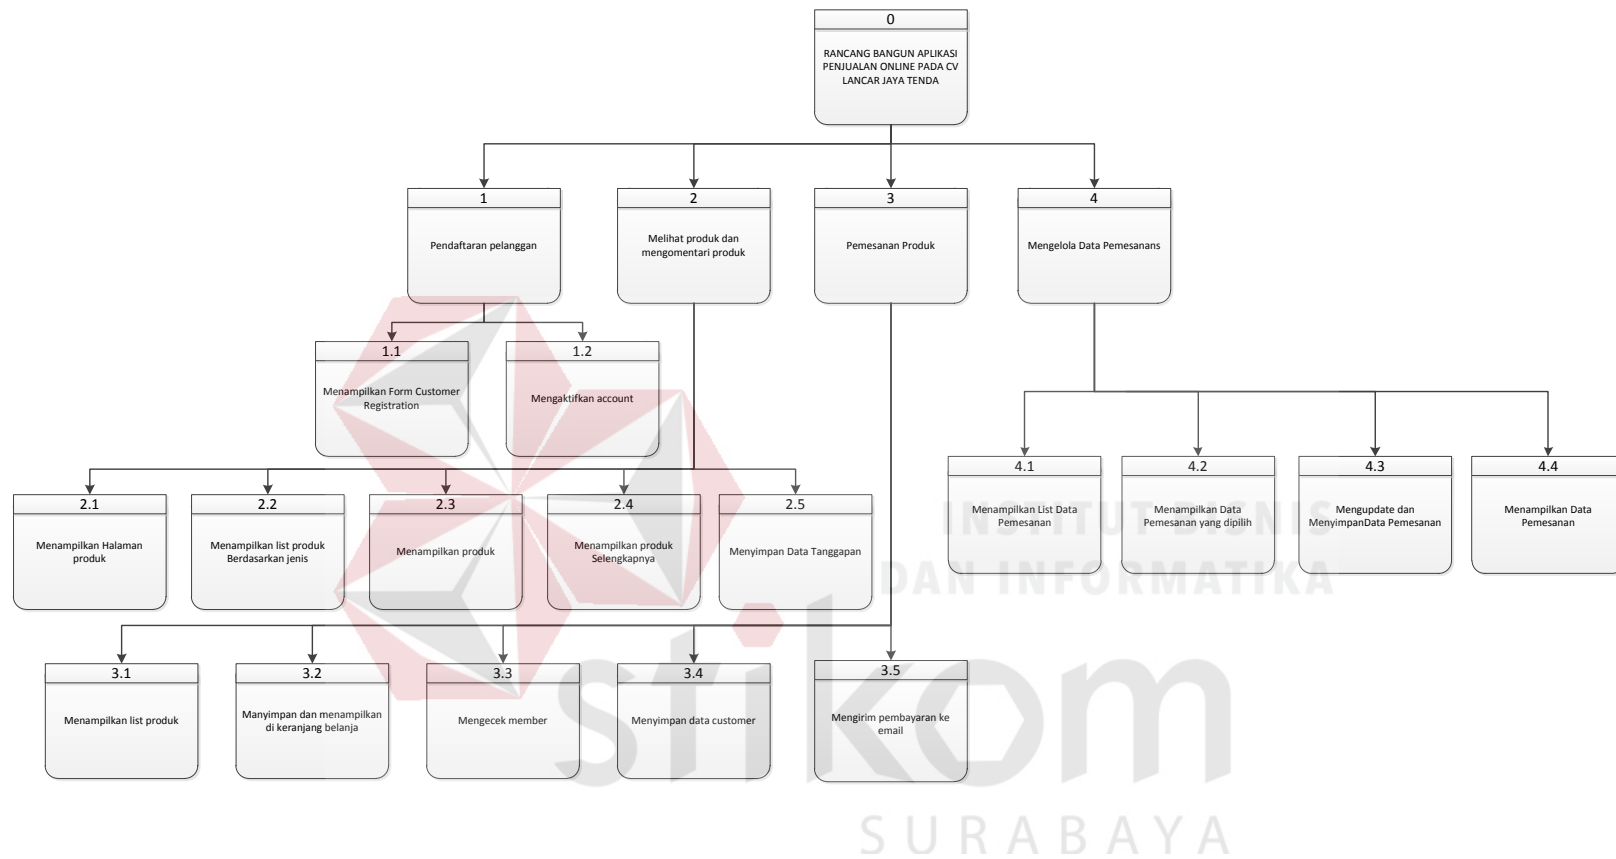 0
RANCANG BANGUN APLIKASI
PENJUALAN ONLINE PADA CV
LANCAR JAYA TENDA
1
Pendaftaran pelanggan
2
Melihat produk dan
mengomentari produk
3
Pemesanan Produk
4
Mengelola Data Pemesanans
1.1
Menampilkan Form Customer
Registration
1.2
Mengaktifkan account
2.1
Menampilkan Halaman
produk
2.2
Menampilkan list produk
Berdasarkan jenis
2.3
Menampilkan produk
2.4
Menampilkan produk
Selengkapnya
2.5
Menyimpan Data Tanggapan
4.1
Menampilkan List Data
Pemesanan
4.2
Menampilkan Data
Pemesanan yang dipilih
4.3
Mengupdate dan
MenyimpanData Pemesanan
4.4
Menampilkan Data
Pemesanan
3.1
Menampilkan list produk
3.2
Manyimpan dan menampilkan
di keranjang belanja
3.3
Mengecek member
3.4
Menyimpan data customer
3.5
Mengirim pembayaran ke
email
INSTITUT BISNIS
DAN INFORMATIKA
stikom
SURABAYA